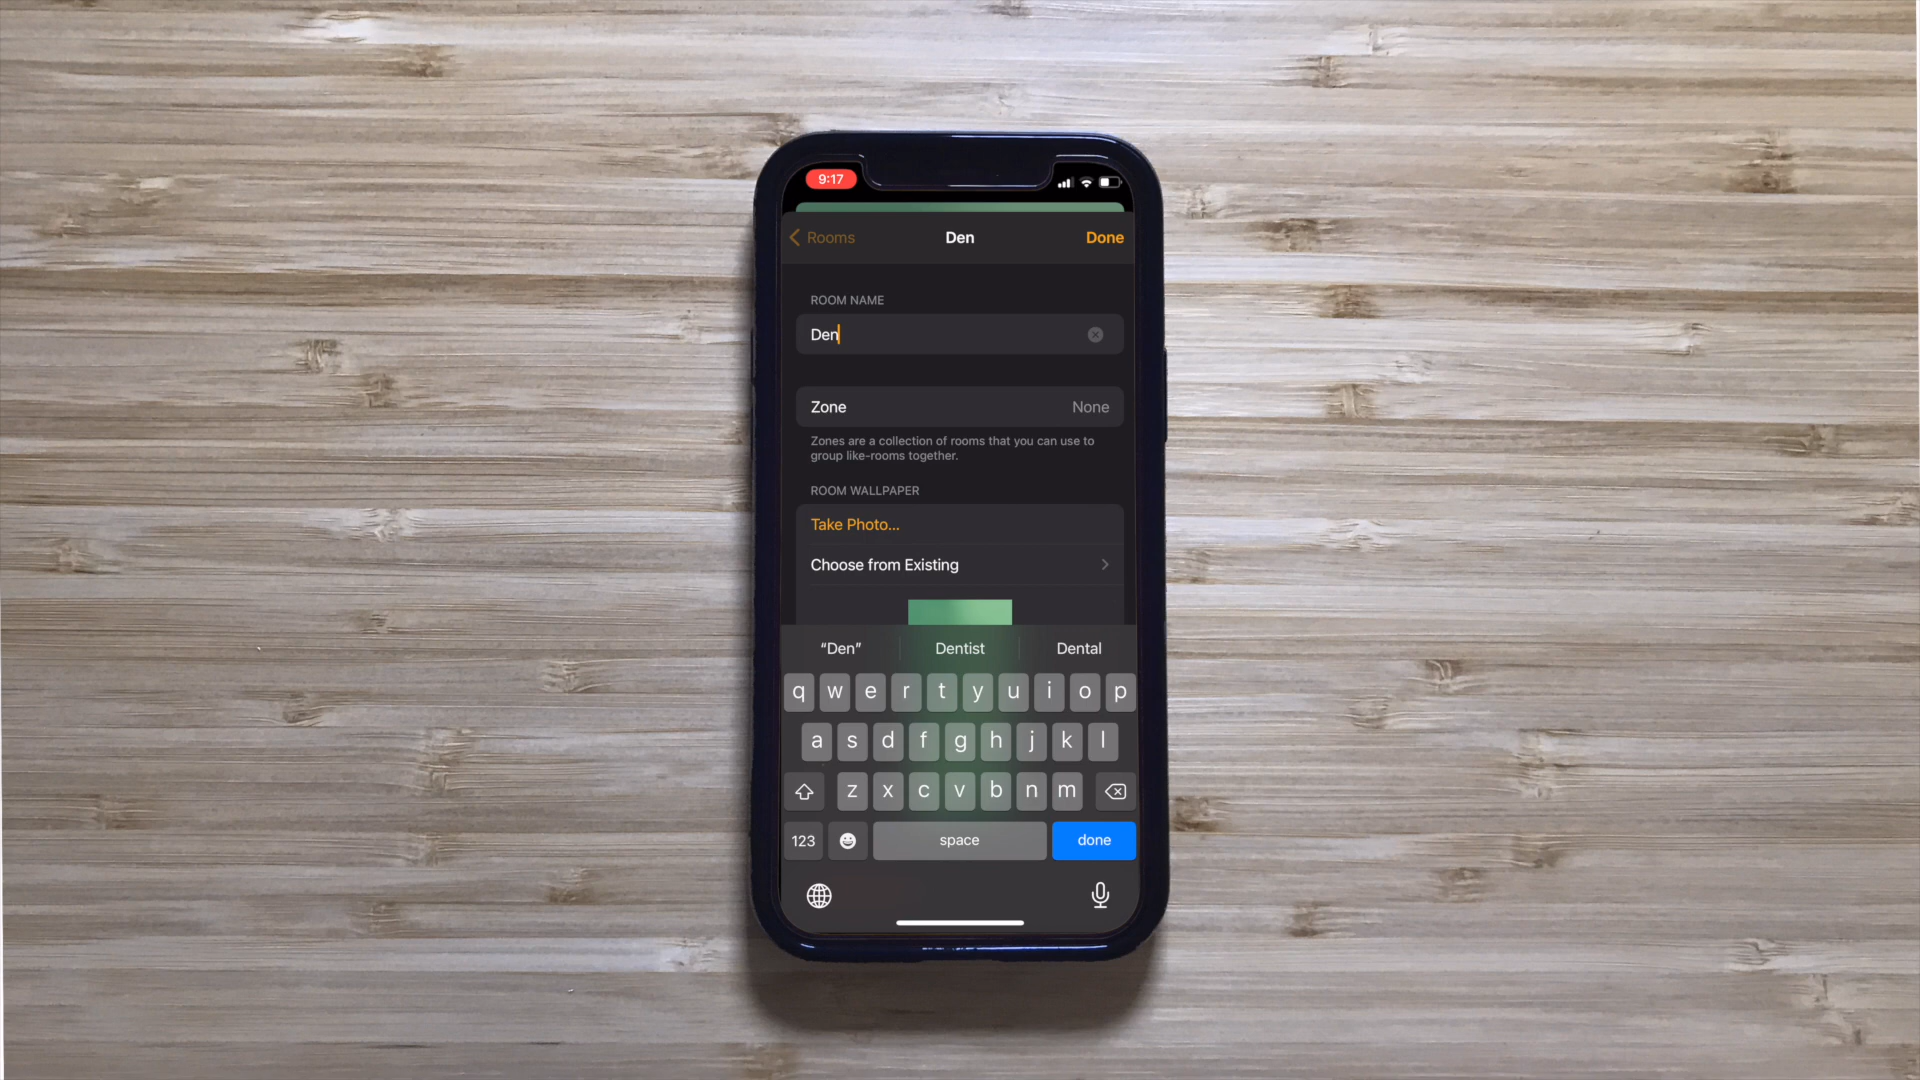 9:17
Rooms
Den
Done
ROOM NAME
Den
Zone
None
Zones are a collection of rooms that you can use to
group like-rooms together.
ROOM WALLPAPER
Take Photo...
Choose from Existing
“Den”
Dentist
Dental
q w e r t y u i o p
a s d f g h j k l
z x c v b n m
123
space
done